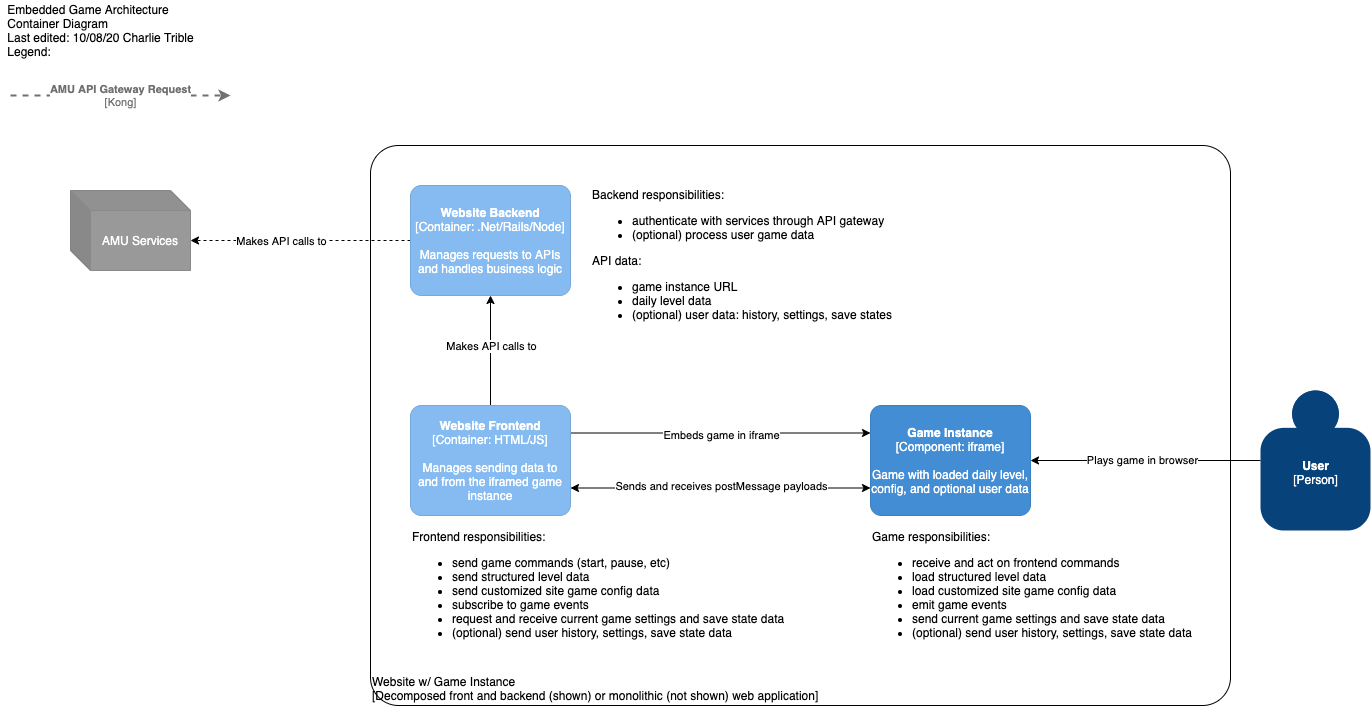 Embedded Game Architecture
Container Diagram
Last edited: 10/08/20 Charlie Trible
Legend:
AMU API Gateway Request
[Kong]
AMU Services
Makes API calls to
Website Backend
[Container: .Net/Rails/Node]
Manages requests to APIs
and handles business logic
Backend responsibilities:
authenticate with services through API gateway
(optional) process user game data
API data:
game instance URL
daily level data
(optional) user data: history, settings, save states
Makes API calls to
Website Frontend
[Container: HTML/JS]
Manages sending data to
and from the iframed game
instance
Embeds game in iframe
Sends and receives postMessage payloads
Game Instance
[Component: iframe]
Game with loaded daily level,
config, and optional user data
Plays game in browser
User
[Person]
Frontend responsibilities:
send game commands (start, pause, etc)
send structured level data
send customized site game config data
subscribe to game events
request and receive current game settings and save state data
(optional) send user history, settings, save state data
Game responsibilities:
receive and act on frontend commands
load structured level data
load customized site game config data
emit game events
send current game settings and save state data
(optional) send user history, settings, save state data
Website w/ Game Instance
[Decomposed front and backend (shown) or monolithic (not shown) web application]